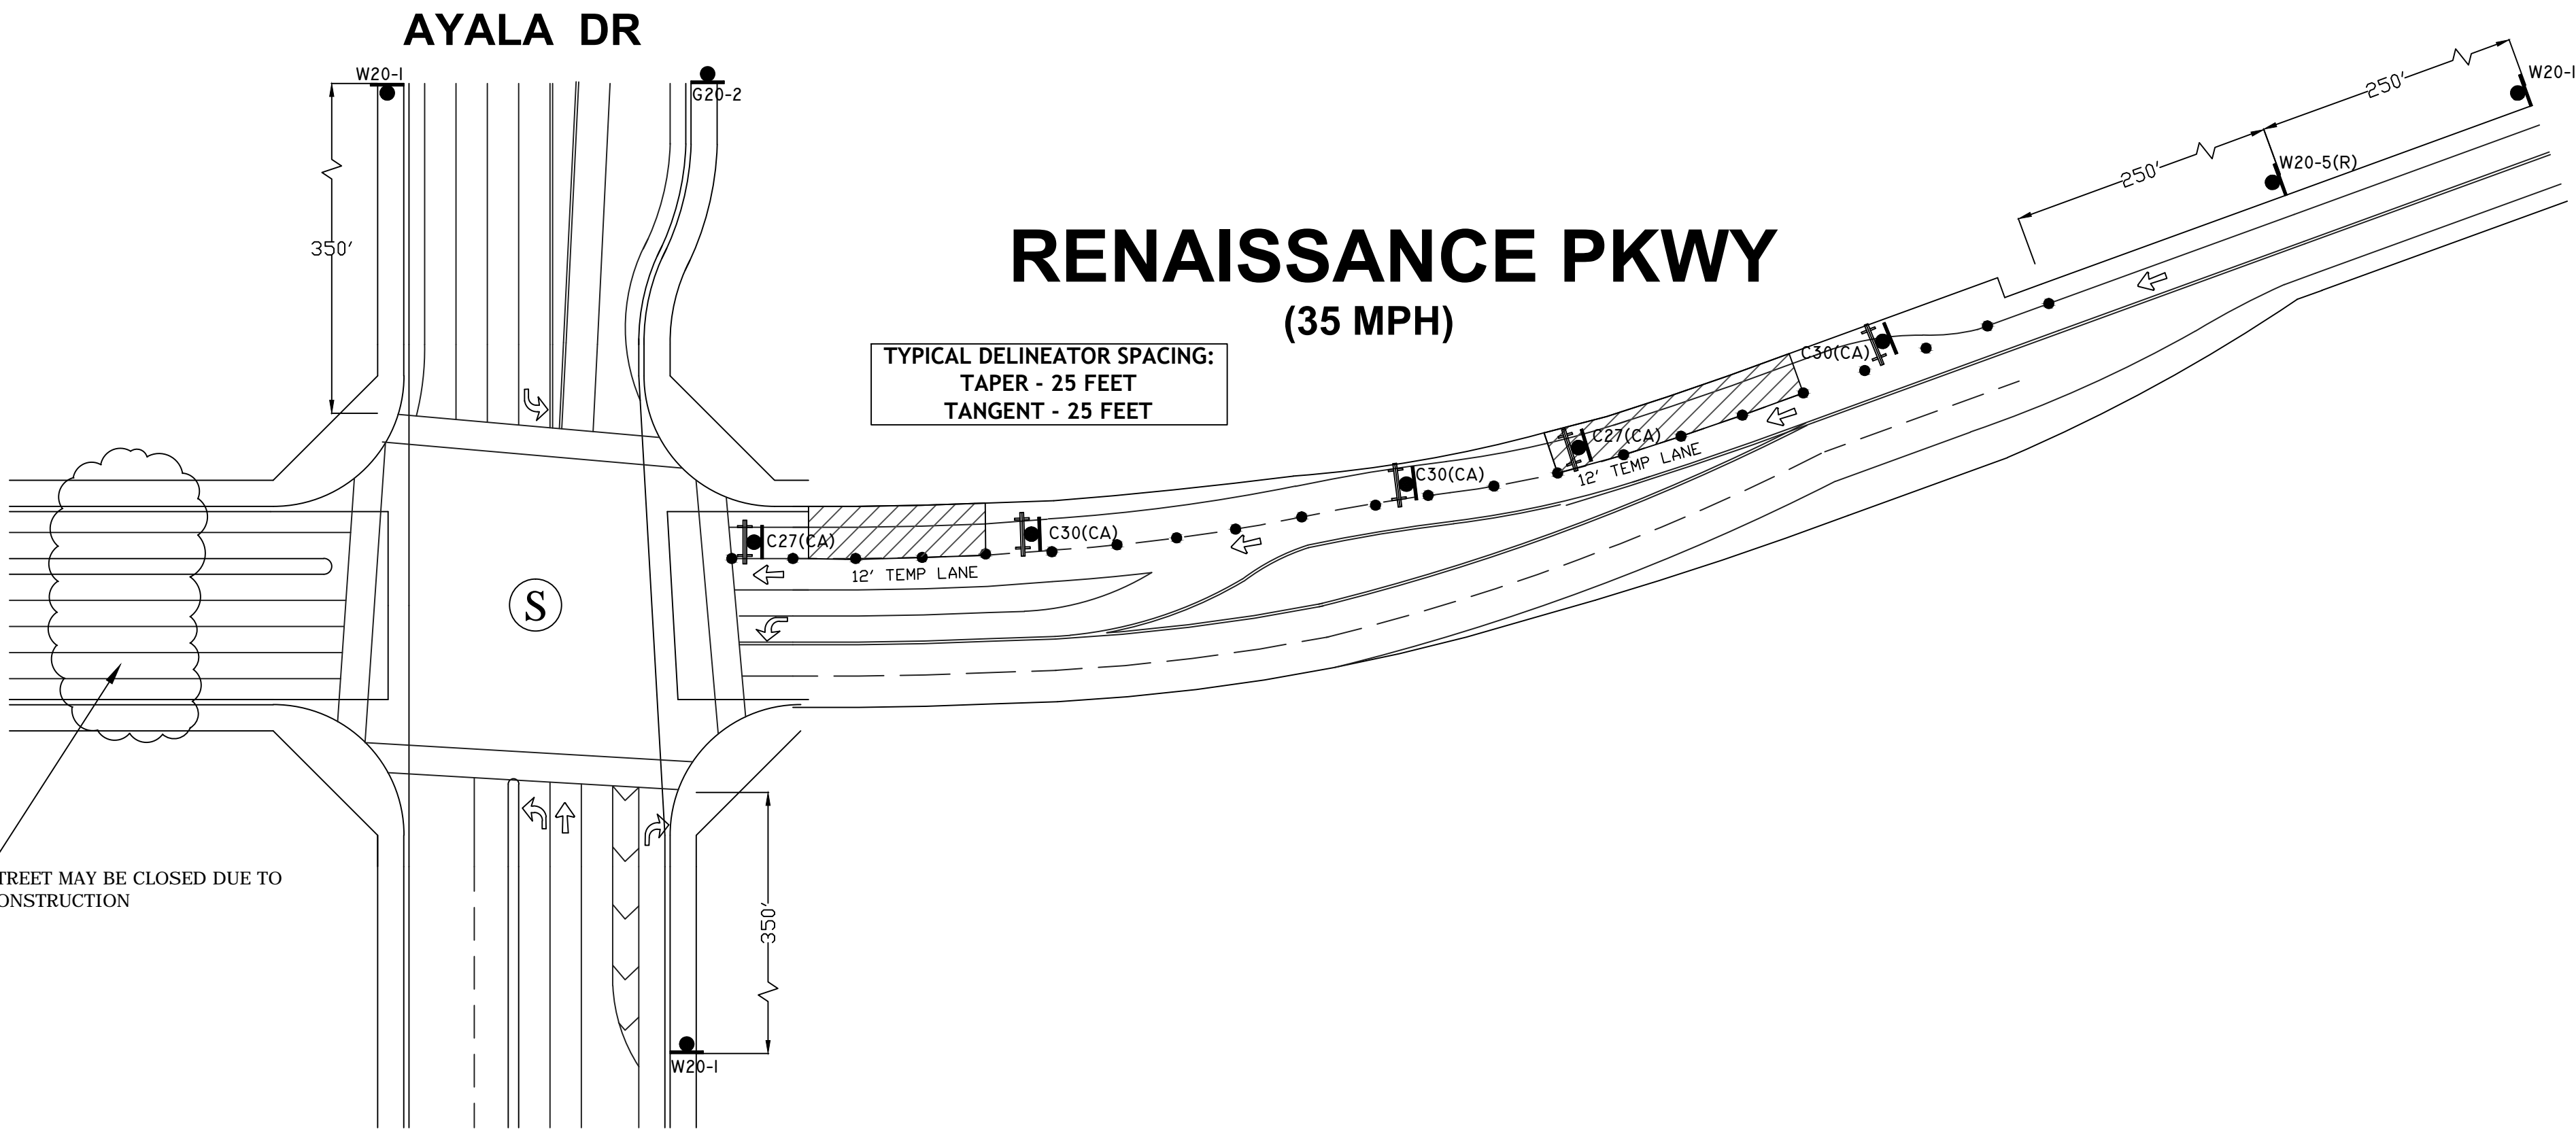 AYALA DR
W20-1
G20-2
250'
W20-1
250'
W20-5(R)
350'
RENAISSANCE PKWY
(35 MPH)
TYPICAL DELINEATOR SPACING:
TAPER - 25 FEET
TANGENT - 25 FEET
C30(CA)
C27(CA)
12' TEMP LANE
C30(CA)
C27(CA)
C30(CA)
12' TEMP LANE
S
TREET MAY BE CLOSED DUE TO
ONSTRUCTION
350'
W20-1